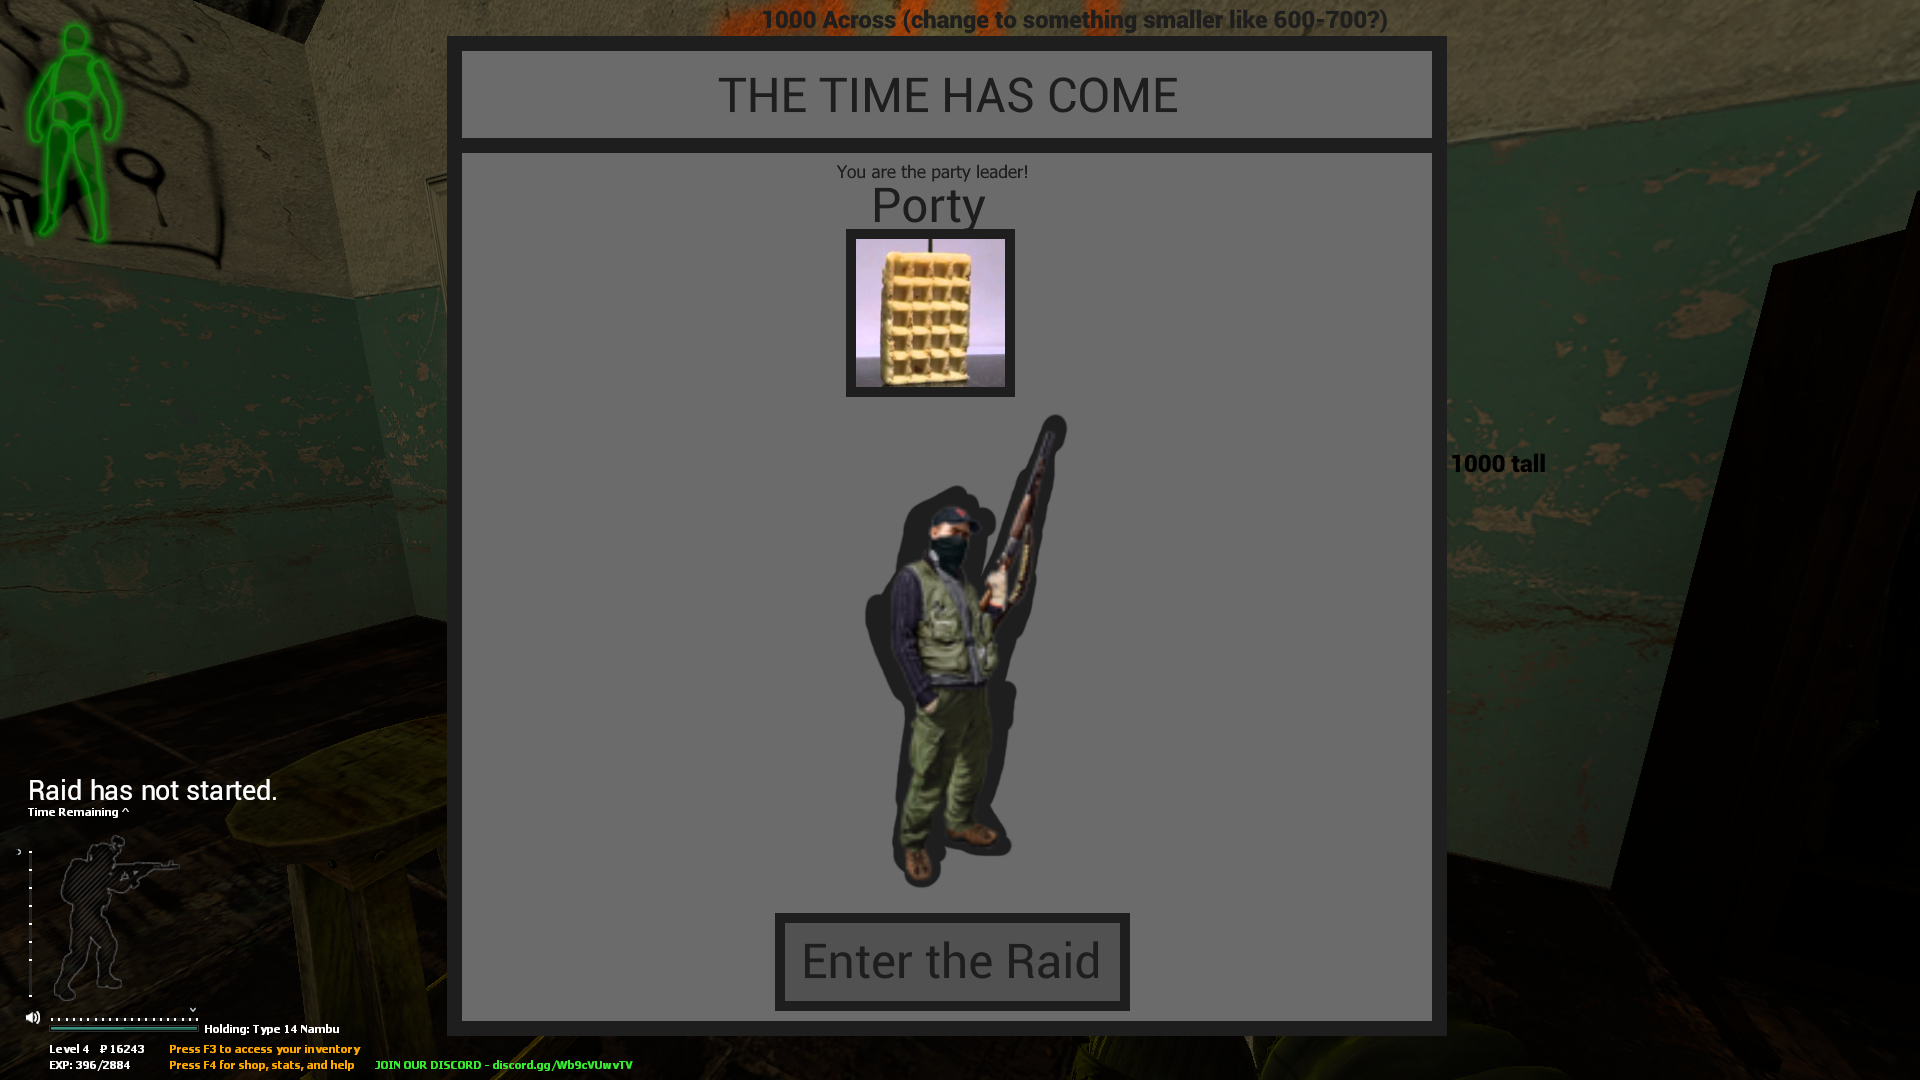 1000 Across (change to something smaller like 600-700?)
THE TIME HAS COME
You are the party leader!
Porty
1000 tall
Enter the Raid
Raid has not started.
Time Remaining ^
Holding: Type 14 Nambu
Level 4 ₽ 16243 Press F3 to access your inventory
EXP: 396/2884 Press F4 for shop, stats, and help JOIN OUR DISCORD - discord.gg/Wb9cVUwvTV